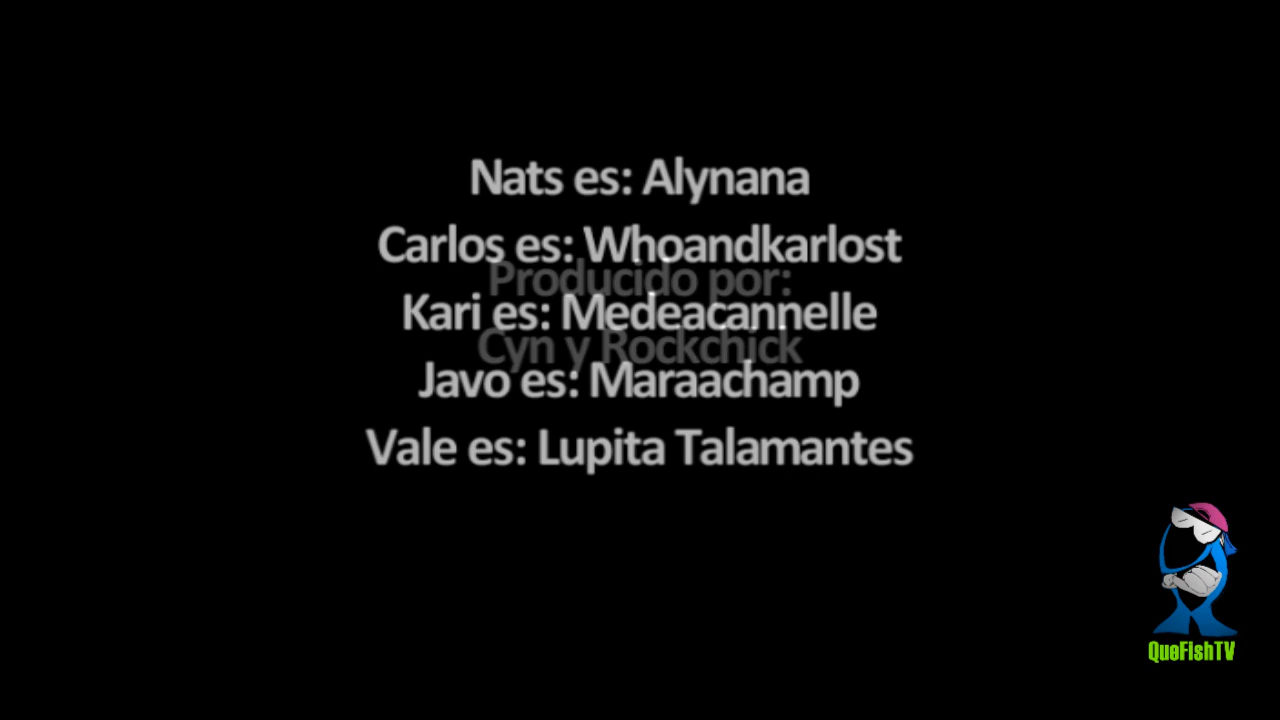 Nats es: Alynana
Carlos es: Whoandkarlost
Producido por:
Kari es: Medeacannelle
Cyn y Rockchick
Javo es: Maraachamp
Vale es: Lupita Talamantes
QueFishTV